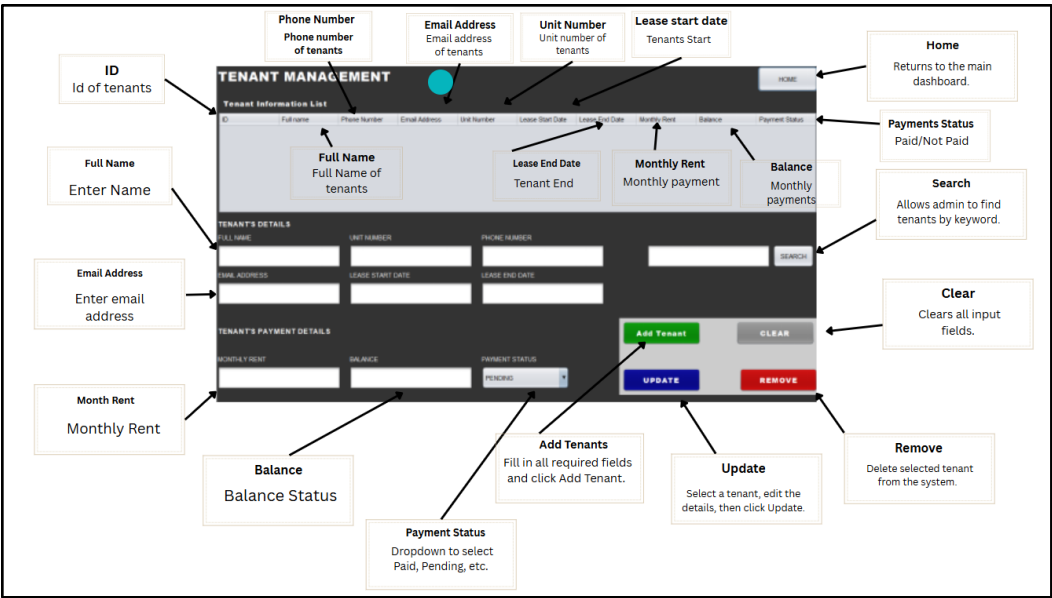 Phone Number
Phone number
of tenants
Email Address
Email address
of tenants
Unit Number
Unit number of
tenants
Lease start date
Tenants Start
Home
Returns to the main
dashboard.
ID
Id of tenants
TENANT MANAGEMENT
HOME
Tenant Information List
ID
Full name
Phone Number
Email Address
Unit Number
Lease Start Date
Lease End Date
Monthly Rent
Balance
Payment Status
Payments Status
Paid/Not Paid
Full Name
Full Name of
tenants
Lease End Date
Tenant End
Monthly Rent
Monthly payment
Balance
Monthly
payments
Full Name
Enter Name
Search
Allows admin to find
tenants by keyword.
TENANT'S DETAILS
FULL NAME
UNIT NUMBER
PHONE NUMBER
SEARCH
EMAIL ADDRESS
LEASE START DATE
LEASE END DATE
Email Address
Enter email
address
Clear
Clears all input
fields.
TENANT'S PAYMENT DETAILS
Add Tenant
CLEAR
MONTHLY RENT
BALANCE
PAYMENT STATUS
PENDING
UPDATE
REMOVE
Month Rent
Monthly Rent
Balance
Balance Status
Add Tenants
Fill in all required fields
and click Add Tenant.
Update
Select a tenant, edit the
details, then click Update.
Remove
Delete selected tenant
from the system.
Payment Status
Dropdown to select
Paid, Pending, etc.